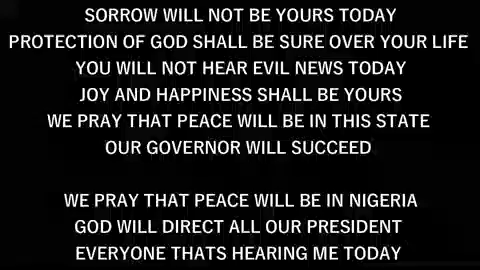 SORROW WILL NOT BE YOURS TODAY
PROTECTION OF GOD SHALL BE SURE OVER YOUR LIFE
YOU WILL NOT HEAR EVIL NEWS TODAY
JOY AND HAPPINESS SHALL BE YOURS
WE PRAY THAT PEACE WILL BE IN THIS STATE
OUR GOVERNOR WILL SUCCEED
WE PRAY THAT PEACE WILL BE IN NIGERIA
GOD WILL DIRECT ALL OUR PRESIDENT
EVERYONE THATS HEARING ME TODAY